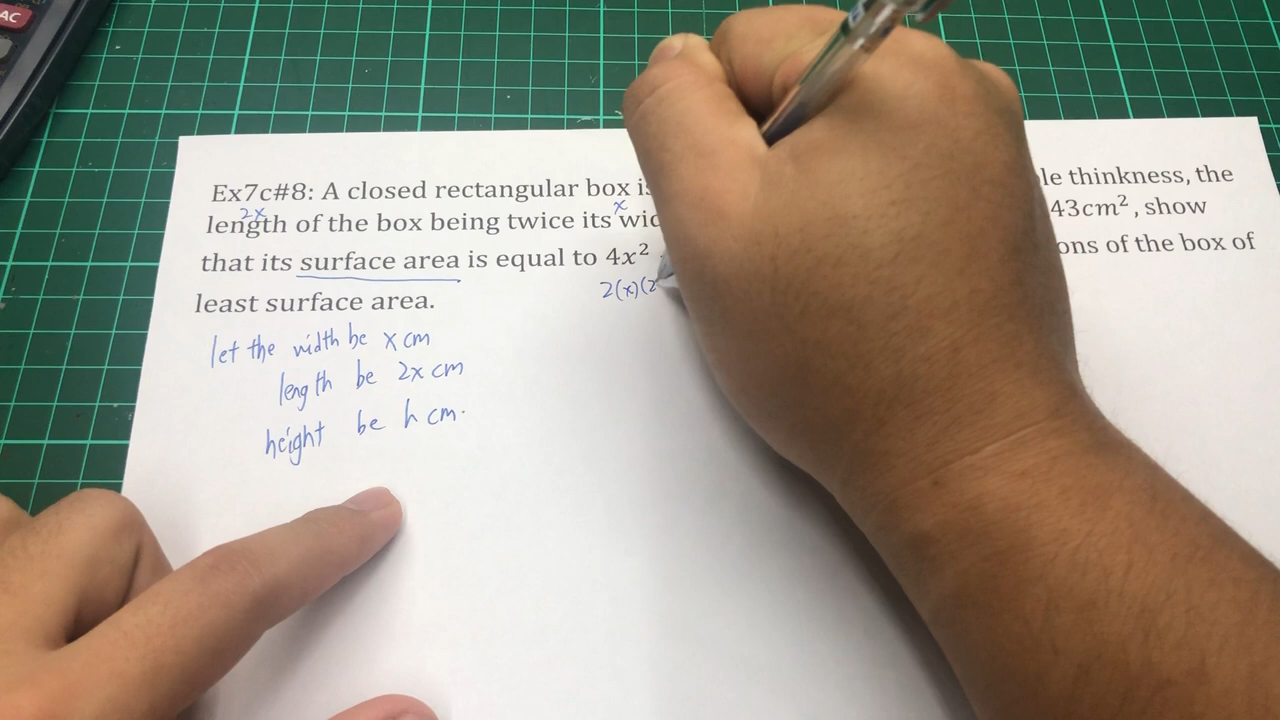 AC
Ex7c#8: A closed rectangular box is le thinkness, the
2x x
length of the box being twice its wid 43cm², show
that its surface area is equal to 4x² ons of the box of
2(x)(2
least surface area.
let the width be x cm
length be 2x cm
height be h cm.